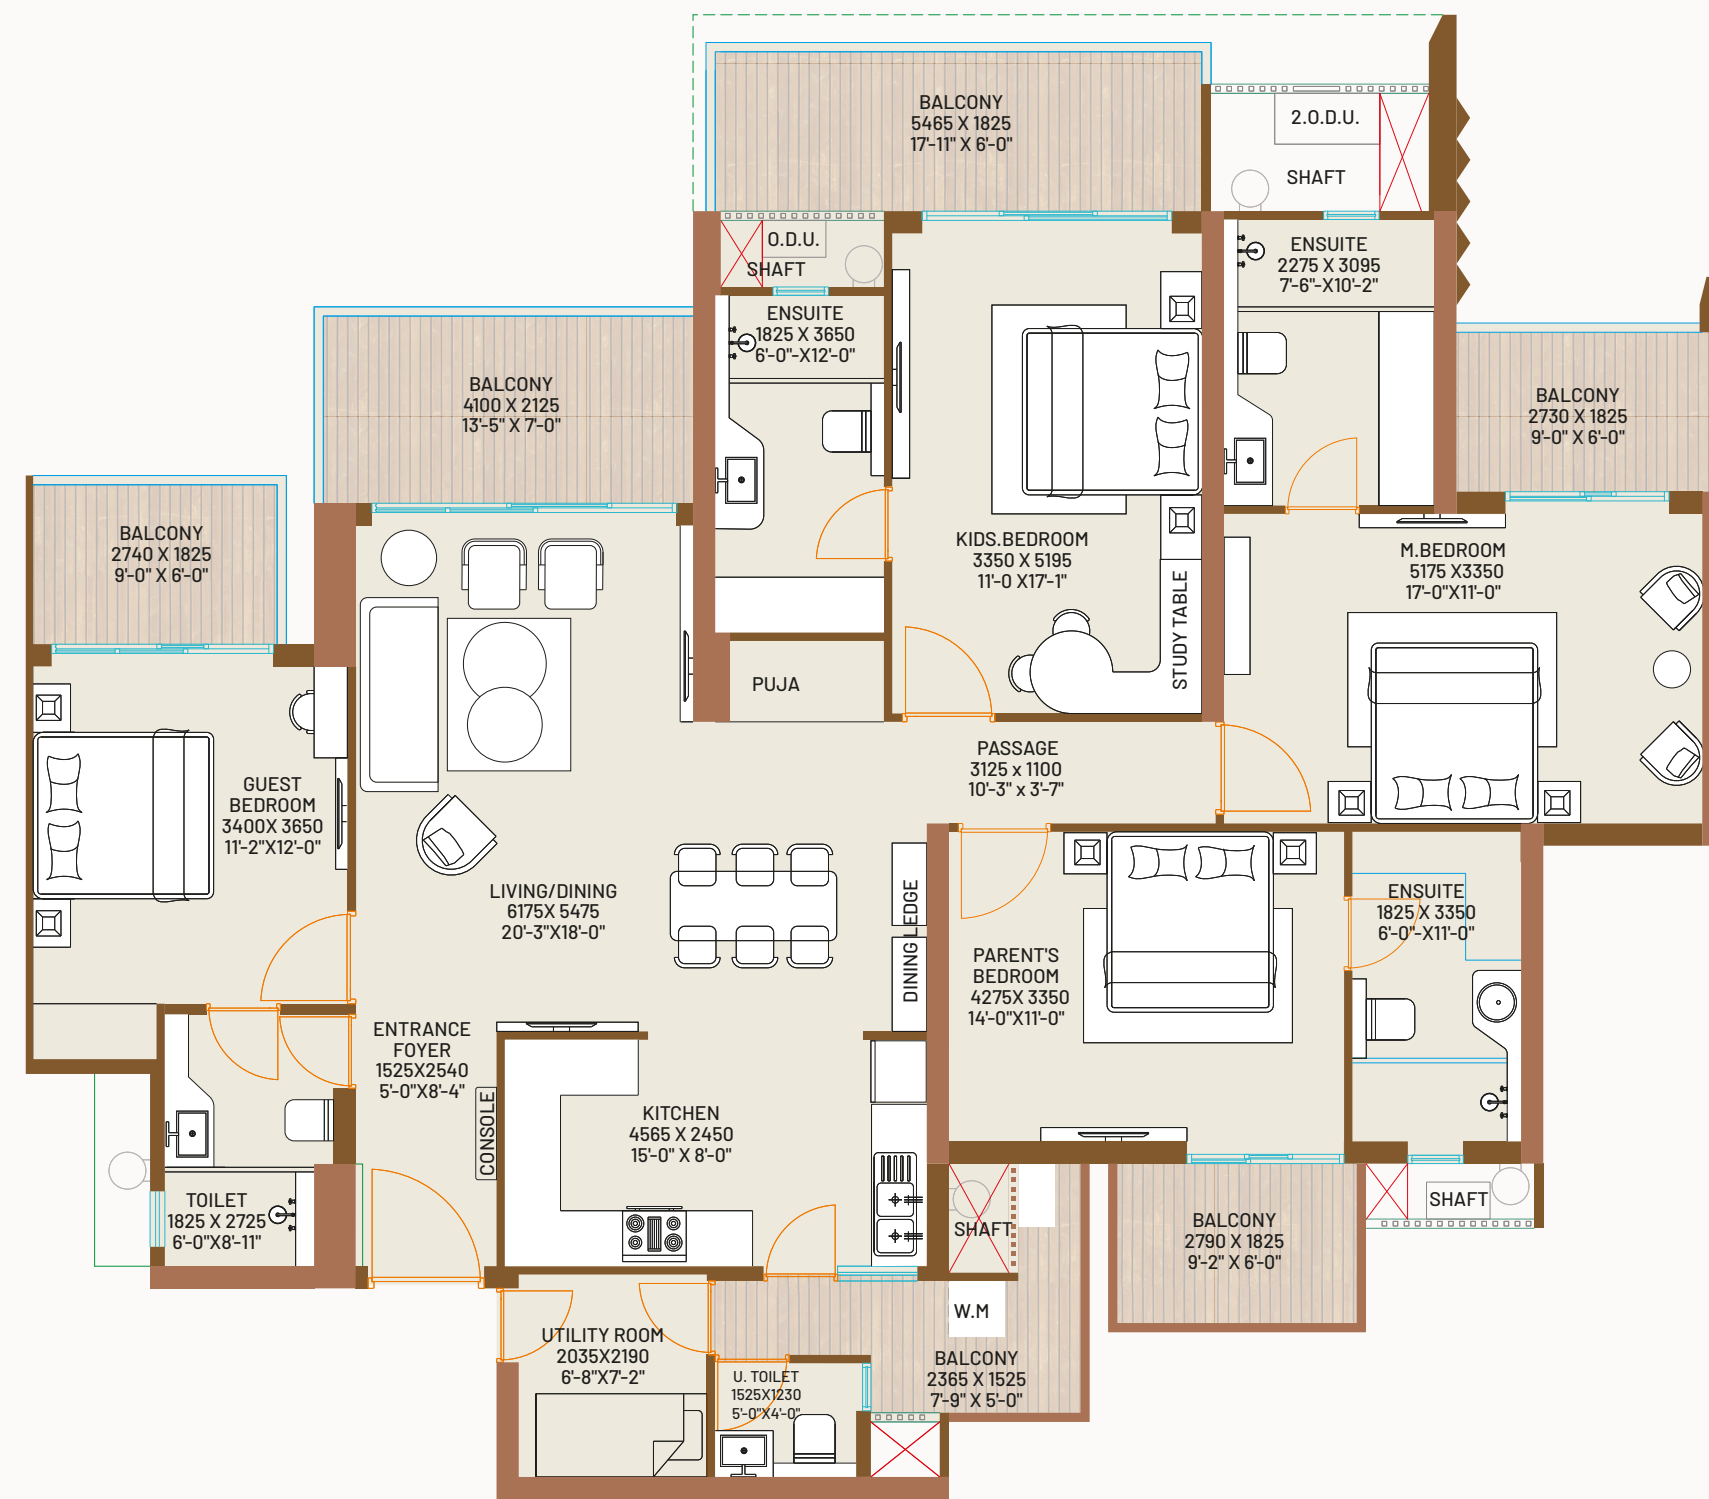 BALCONY
5465 X 1825
17'-11" X 6'-0"
2.O.D.U.
SHAFT
O.D.U.
SHAFT
ENSUITE
2275 X 3095
7'-6"-X10'-2"
ENSUITE
1825 X 3650
6'-0"-X12'-0"
BALCONY
4100 X 2125
13'-5" X 7'-0"
BALCONY
2730 X 1825
9'-0" X 6'-0"
BALCONY
2740 X 1825
9'-0" X 6'-0"
KIDS.BEDROOM
3350 X 5195
11'-0 X17'-1"
STUDY TABLE
M.BEDROOM
5175 X3350
17'-0"X11'-0"
PUJA
PASSAGE
3125 x 1100
10'-3" x 3'-7"
GUEST
BEDROOM
3400X 3650
11'-2"X12'-0"
LIVING/DINING
6175X 5475
20'-3"X18'-0"
DINING LEDGE
PARENT'S
BEDROOM
4275X 3350
14'-0"X11'-0"
ENSUITE
1825 X 3350
6'-0"-X11'-0"
ENTRANCE
FOYER
1525X2540
5'-0"X8'-4"
CONSOLE
KITCHEN
4565 X 2450
15'-0" X 8'-0"
TOILET
1825 X 2725
6'-0"X8'-11"
SHAFT
SHAFT
BALCONY
2790 X 1825
9'-2" X 6'-0"
W.M
UTILITY ROOM
2035X2190
6'-8"X7'-2"
U. TOILET
1525X1230
5'-0"X4'-0"
BALCONY
2365 X 1525
7'-9" X 5'-0"